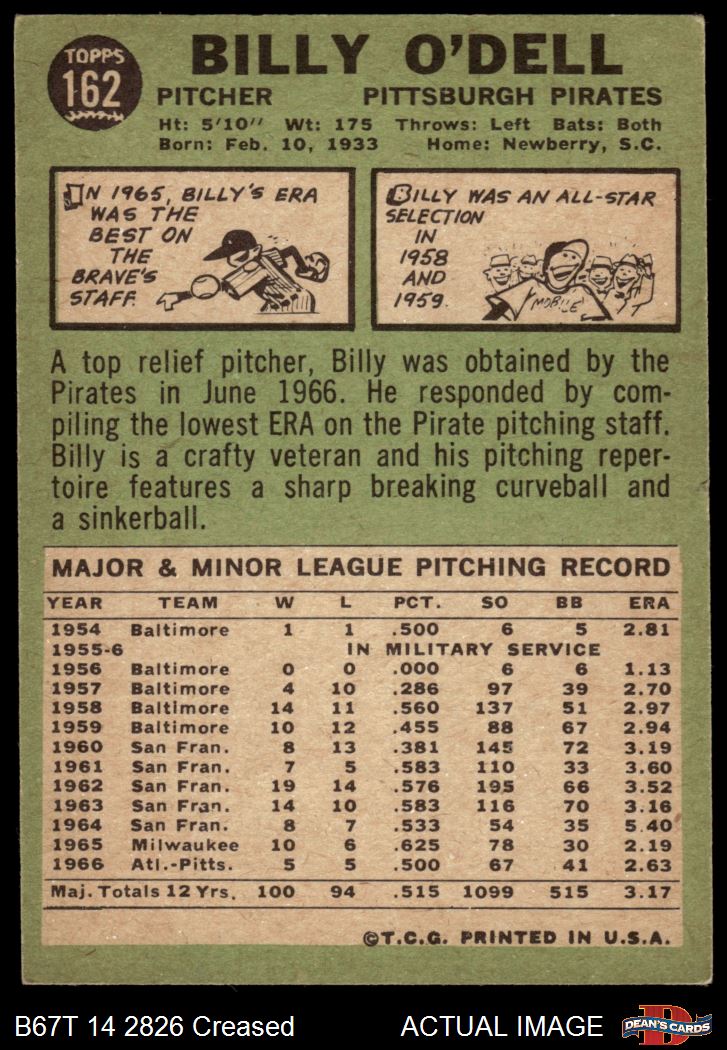 TOPPS
162
BILLY O'DELL
PITCHER PITTSBURGH PIRATES
Ht: 5'10" Wt: 175 Throws: Left Bats: Both
Born: Feb. 10, 1933 Home: Newberry, S.C.
IN 1965, BILLY'S ERA
WAS THE
BEST ON
THE
BRAVE'S
STAFF.
BILLY WAS AN ALL-STAR
SELECTION
IN
1958
AND
1959.
MOBILE
A top relief pitcher, Billy was obtained by the
Pirates in June 1966. He responded by com-
piling the lowest ERA on the Pirate pitching staff.
Billy is a crafty veteran and his pitching reper-
toire features a sharp breaking curveball and
a sinkerball.
MAJOR & MINOR LEAGUE PITCHING RECORD
YEAR TEAM W L PCT. SO BB ERA
1954 Baltimore 1 1 .500 6 5 2.81
1955-6 IN MILITARY SERVICE
1956 Baltimore 0 0 .000 6 6 1.13
1957 Baltimore 4 10 .286 97 39 2.70
1958 Baltimore 14 11 .560 137 51 2.97
1959 Baltimore 10 12 .455 88 67 2.94
1960 San Fran. 8 13 .381 145 72 3.19
1961 San Fran. 7 5 .583 110 33 3.60
1962 San Fran. 19 14 .576 195 66 3.52
1963 San Fran. 14 10 .583 116 70 3.16
1964 San Fran. 8 7 .533 54 35 5.40
1965 Milwaukee 10 6 .625 78 30 2.19
1966 Atl.-Pitts. 5 5 .500 67 41 2.63
Maj. Totals 12 Yrs. 100 94 .515 1099 515 3.17
©T.C.G. PRINTED IN U.S.A.
B67T 14 2826 Creased ACTUAL IMAGE
D
DEAN'S CARDS